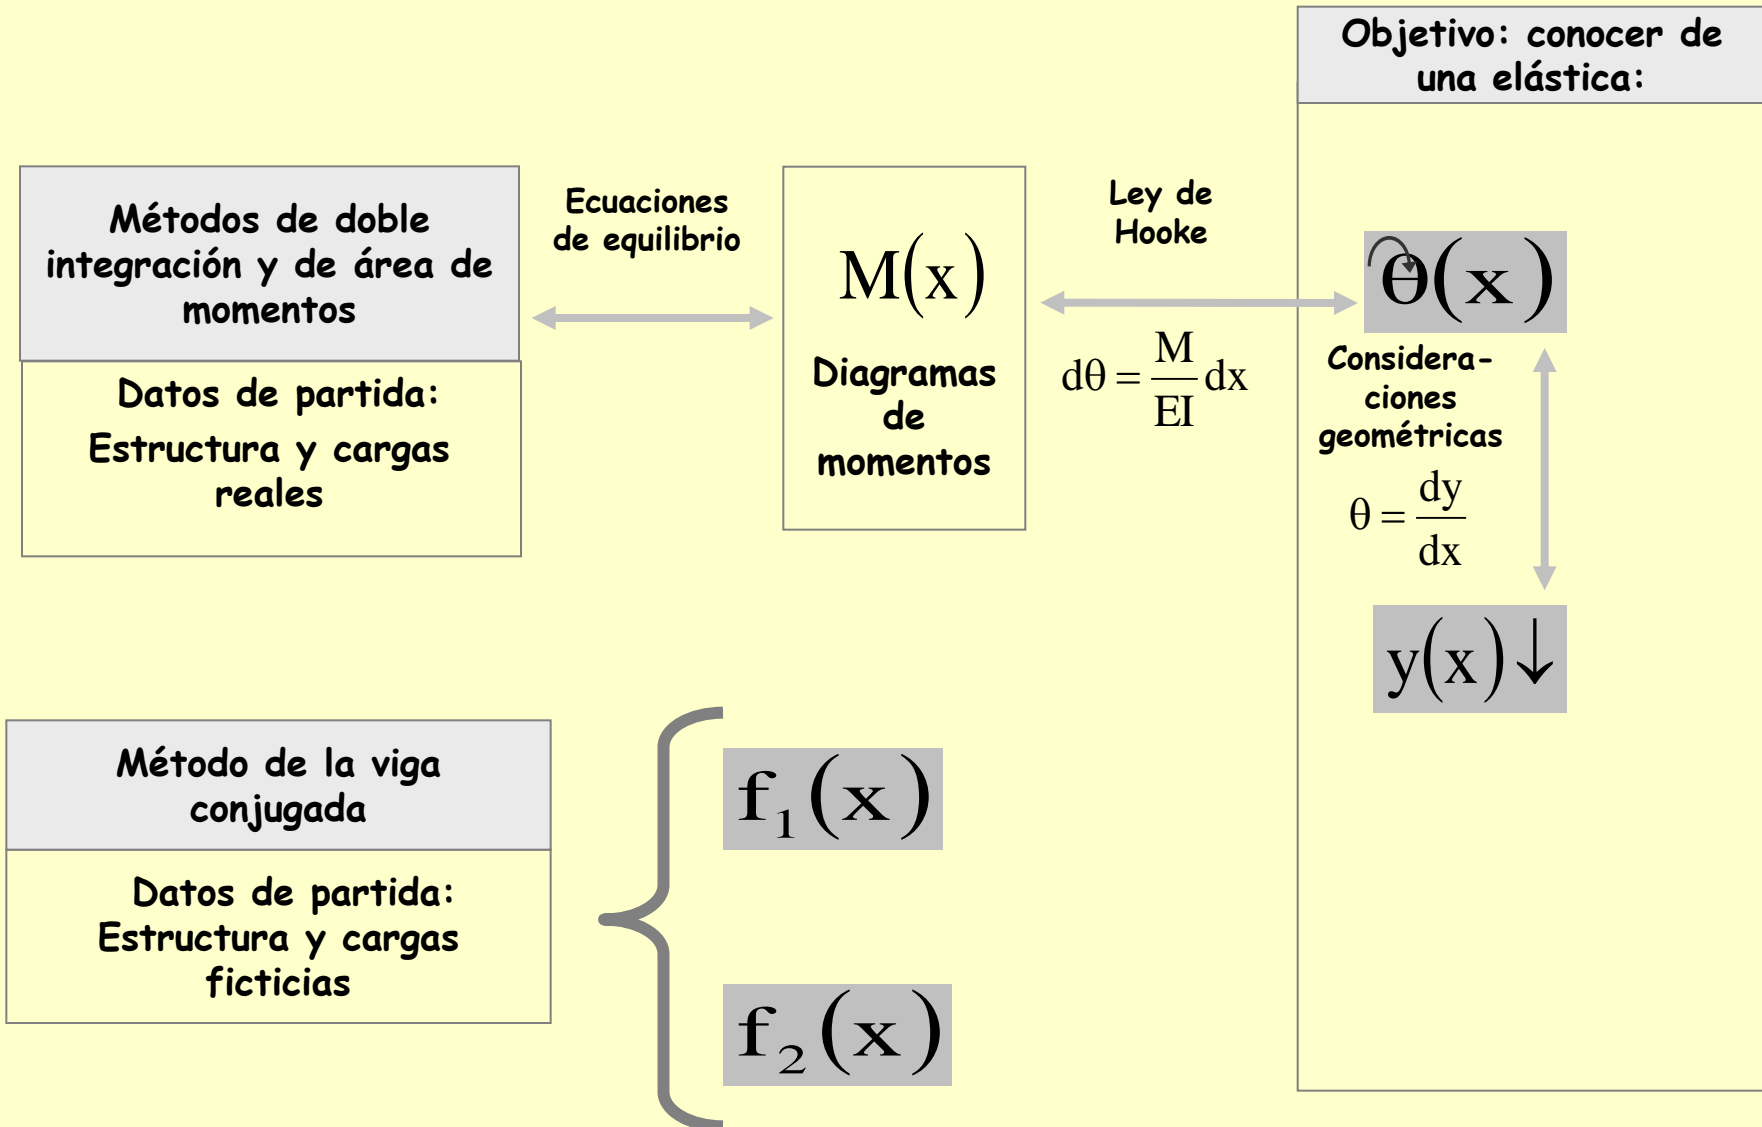 Objetivo: conocer de
una elástica:
Métodos de doble
integración y de área de
momentos
Datos de partida:
Estructura y cargas
reales
Ecuaciones
de equilibrio
M(x)
Diagramas
de
momentos
Ley de
Hooke
dθ = M/EI dx
θ(x)
Considera-
ciones
geométricas
θ = dy/dx
y(x)↓
Método de la viga
conjugada
Datos de partida:
Estructura y cargas
ficticias
f₁(x)
f₂(x)